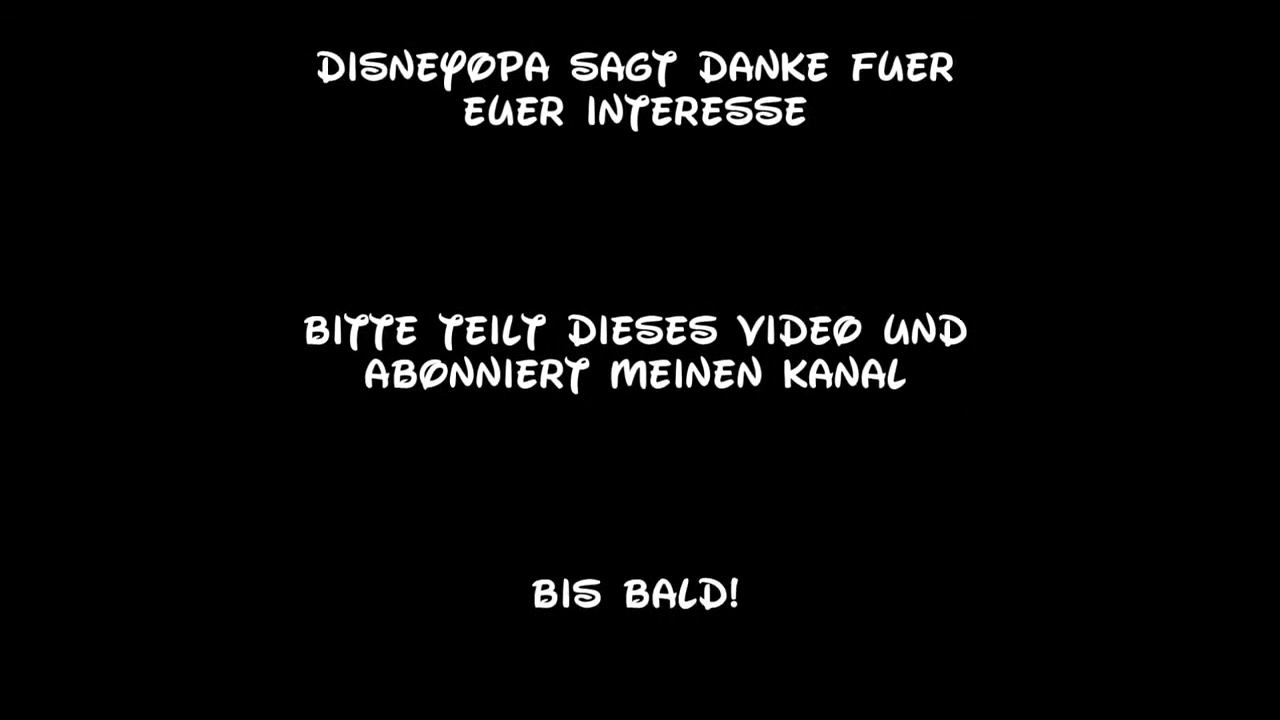 DISNEYOPA SAGT DANKE FUER
EUER INTERESSE
BITTE TEILT DIESES VIDEO UND
ABONNIERT MEINEN KANAL
BIS BALD!